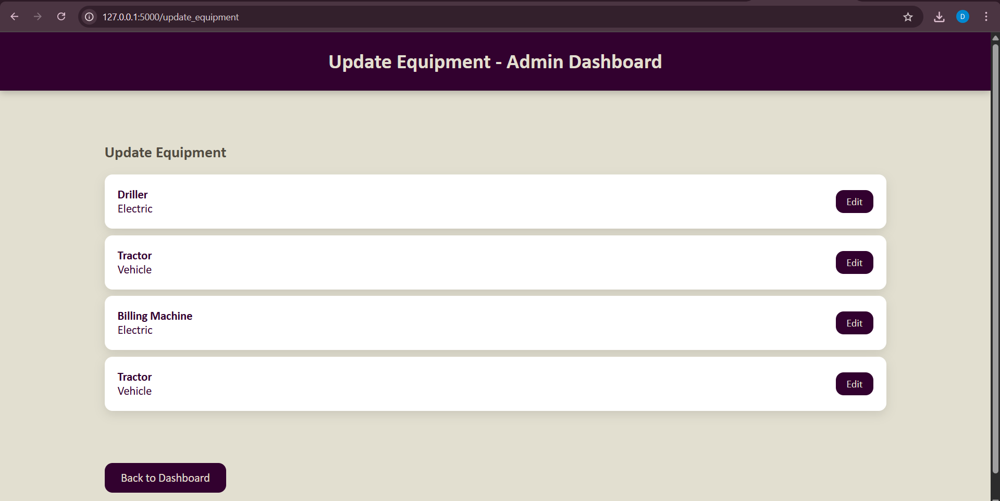 127.0.0.1:5000/update_equipment
D
Update Equipment - Admin Dashboard
Update Equipment
Driller
Electric
Edit
Tractor
Vehicle
Edit
Billing Machine
Electric
Edit
Tractor
Vehicle
Edit
Back to Dashboard